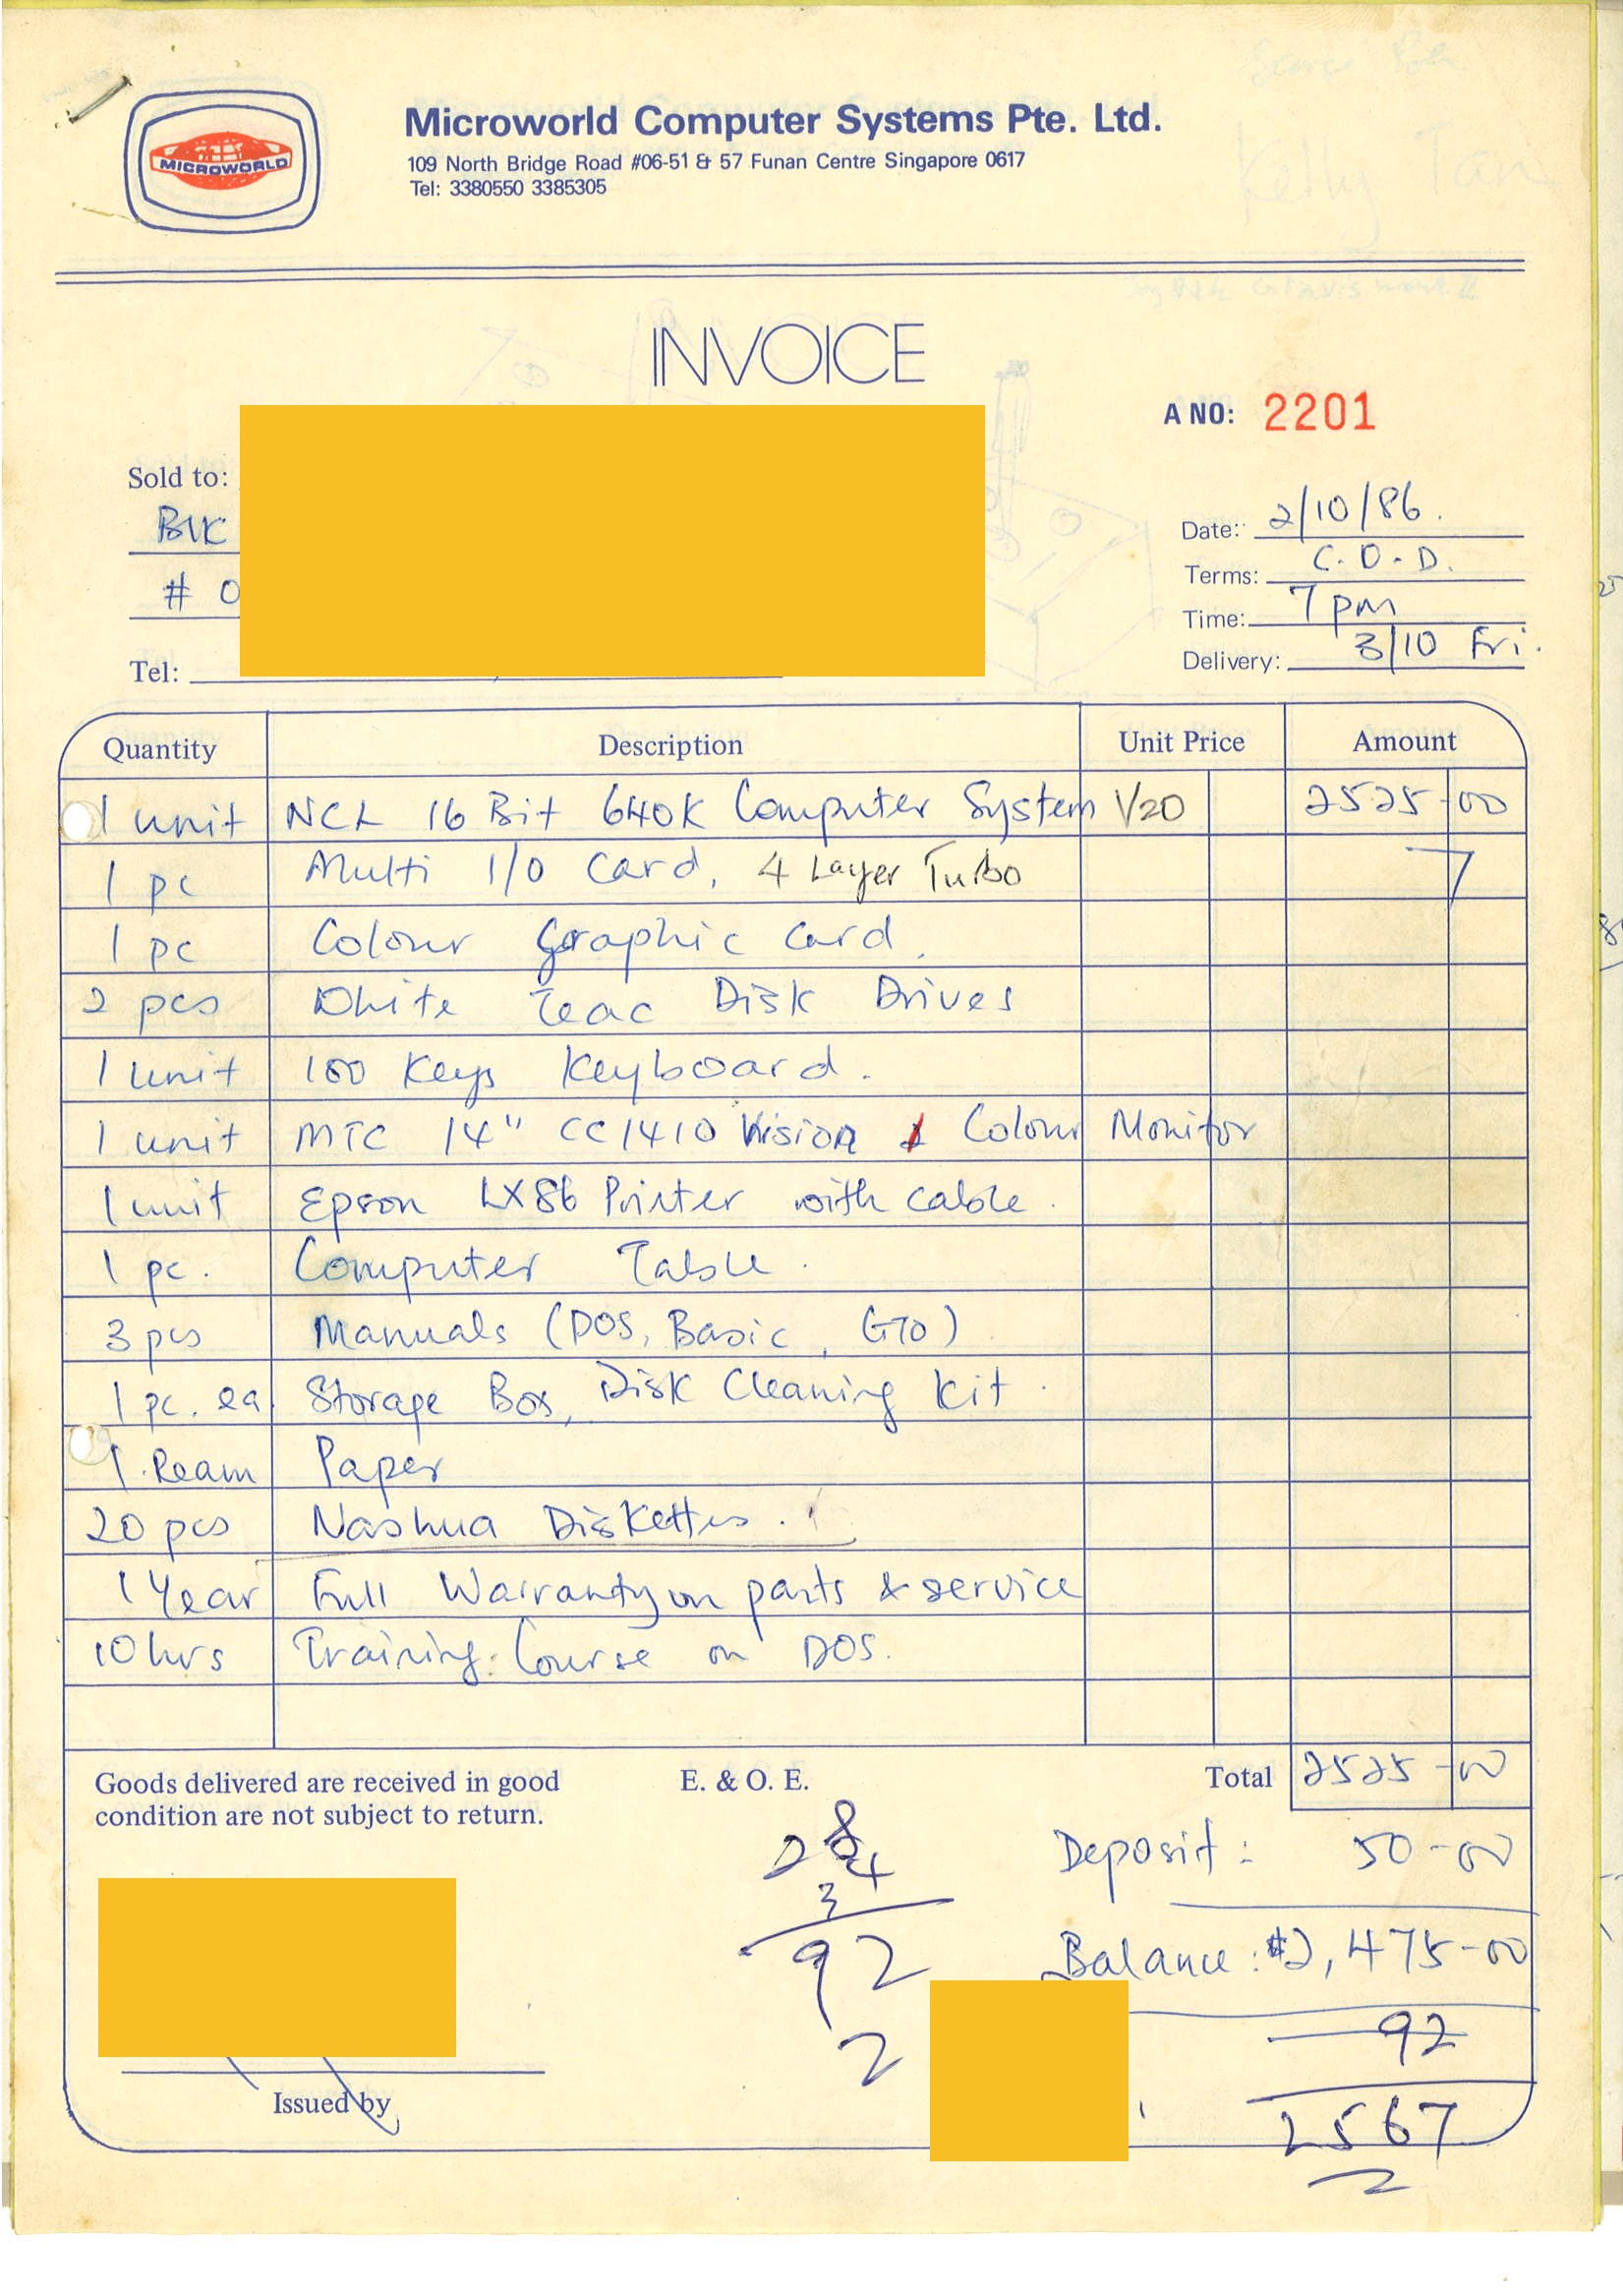 MICROWORLD
Microworld Computer Systems Pte. Ltd.
109 North Bridge Road #06-51 & 57 Funan Centre Singapore 0617
Tel: 3380550 3385305
Kelly Tan
INVOICE
A NO: 2201
Sold to:
Blk
# 0
Tel:
Date: 2/10/86.
Terms: C.O.D.
Time: 7 pm
Delivery: 3/10 Fri.
Quantity Description Unit Price Amount
1 unit NCL 16 Bit 640K Computer System V20 2525-00
1 pc Multi I/O Card, 4 Layer Turbo
1 pc Colour Graphic Card.
2 pcs White Teac Disk Drives
1 unit 100 Keys Keyboard.
1 unit MTC 14" CC1410 Vision Colour Monitor
1 unit Epson LX86 Printer with cable.
1 pc. Computer Table.
3 pcs Manuals (DOS, Basic, G70)
1 pc. ea Storage Box, Disk Cleaning Kit.
1 Ream Paper
20 pcs Nashua Diskettes.
1 Year Full Warranty on parts & service
10 hrs Training Course on DOS.
Goods delivered are received in good
condition are not subject to return.
E. & O. E.
Total 2525-00
Deposit: 50-00
Balance: $2,475-00
92
2
92
2567
Issued by